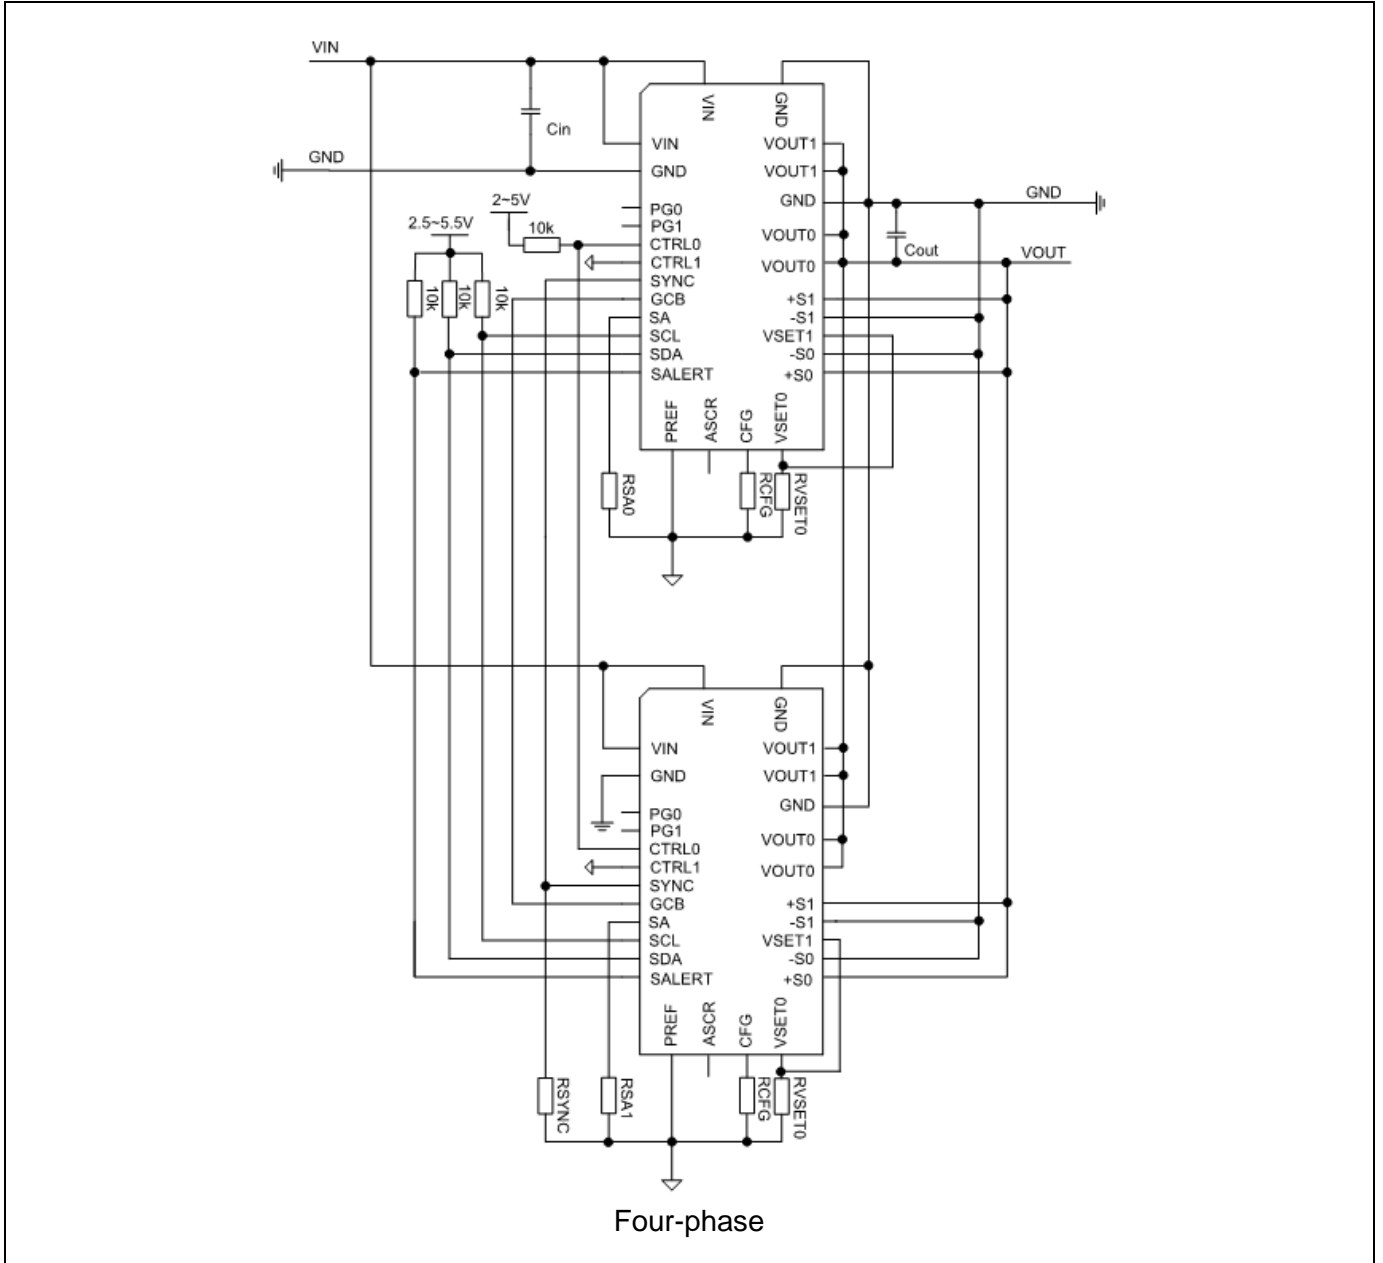 VIN
Cin
GND
2~5V
10k
2.5~5.5V
10k
10k
10k
VIN
GND
VIN
GND
PG0
PG1
CTRL0
CTRL1
SYNC
GCB
SA
SCL
SDA
SALERT
VOUT1
VOUT1
GND
VOUT0
VOUT0
+S1
-S1
VSET1
-S0
+S0
PREF
ASCR
CFG
VSET0
GND
Cout
VOUT
RSA0
RCFG
RVSET0
VIN
GND
VIN
GND
PG0
PG1
CTRL0
CTRL1
SYNC
GCB
SA
SCL
SDA
SALERT
VOUT1
VOUT1
GND
VOUT0
VOUT0
+S1
-S1
VSET1
-S0
+S0
PREF
ASCR
CFG
VSET0
RSYNC
RSA1
RCFG
RVSET0
Four-phase